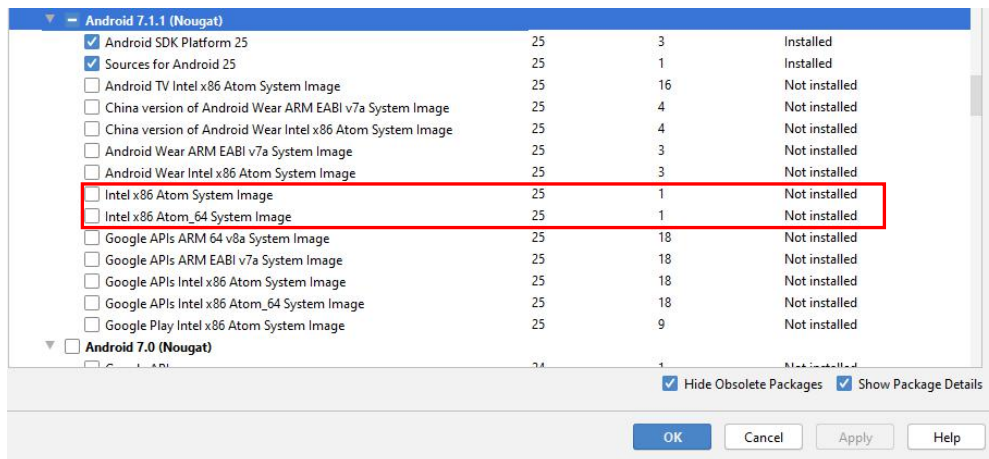 Android 7.1.1 (Nougat)
Android SDK Platform 25 25 3 Installed
Sources for Android 25 25 1 Installed
Android TV Intel x86 Atom System Image 25 16 Not installed
China version of Android Wear ARM EABI v7a System Image 25 4 Not installed
China version of Android Wear Intel x86 Atom System Image 25 4 Not installed
Android Wear ARM EABI v7a System Image 25 3 Not installed
Android Wear Intel x86 Atom System Image 25 3 Not installed
Intel x86 Atom System Image 25 1 Not installed
Intel x86 Atom_64 System Image 25 1 Not installed
Google APIs ARM 64 v8a System Image 25 18 Not installed
Google APIs ARM EABI v7a System Image 25 18 Not installed
Google APIs Intel x86 Atom System Image 25 18 Not installed
Google APIs Intel x86 Atom_64 System Image 25 18 Not installed
Google Play Intel x86 Atom System Image 25 9 Not installed
Android 7.0 (Nougat)
Hide Obsolete Packages Show Package Details
OK Cancel Apply Help